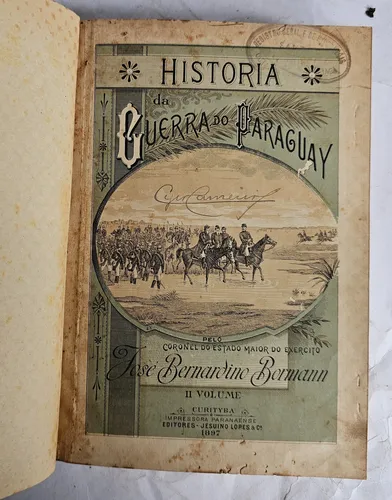 HISTORIA
da
GUERRA DO PARAGUAY
PELO
CORONEL DO ESTADO MAIOR DO EXERCITO
José Bernardino Bormann
II VOLUME
CURITYBA
IMPRESSORA PARANAENSE
EDITORES - JESUINO LOPES & Cª
1897